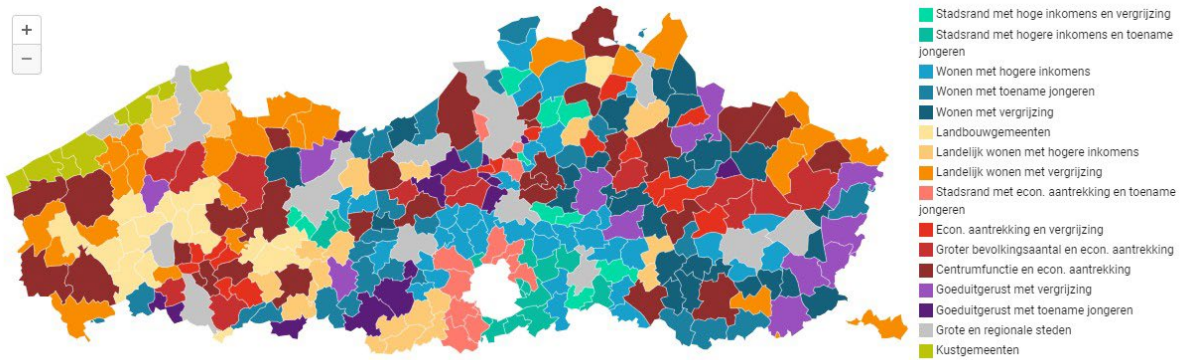 +
−
Stadsrand met hoge inkomens en vergrijzing
Stadsrand met hogere inkomens en toename
jongeren
Wonen met hogere inkomens
Wonen met toename jongeren
Wonen met vergrijzing
Landbouwgemeenten
Landelijk wonen met hogere inkomens
Landelijk wonen met vergrijzing
Stadsrand met econ. aantrekking en toename
jongeren
Econ. aantrekking en vergrijzing
Groter bevolkingsaantal en econ. aantrekking
Centrumfunctie en econ. aantrekking
Goeduitgerust met vergrijzing
Goeduitgerust met toename jongeren
Grote en regionale steden
Kustgemeenten